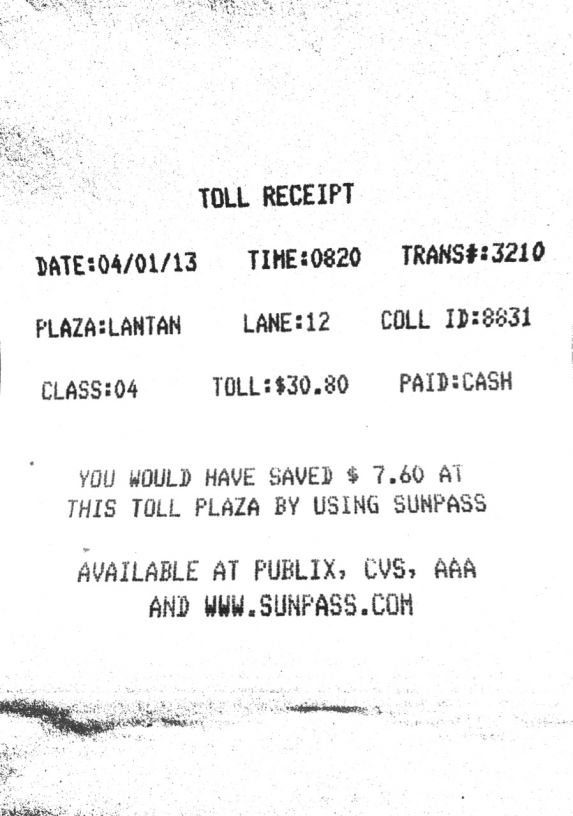 TOLL RECEIPT
DATE:04/01/13 TIME:0820 TRANS#:3210
PLAZA:LANTAN LANE:12 COLL ID:8831
CLASS:04 TOLL:$30.80 PAID:CASH
YOU WOULD HAVE SAVED $ 7.60 AT
THIS TOLL PLAZA BY USING SUNPASS
AVAILABLE AT PUBLIX, CVS, AAA
AND WWW.SUNPASS.COM